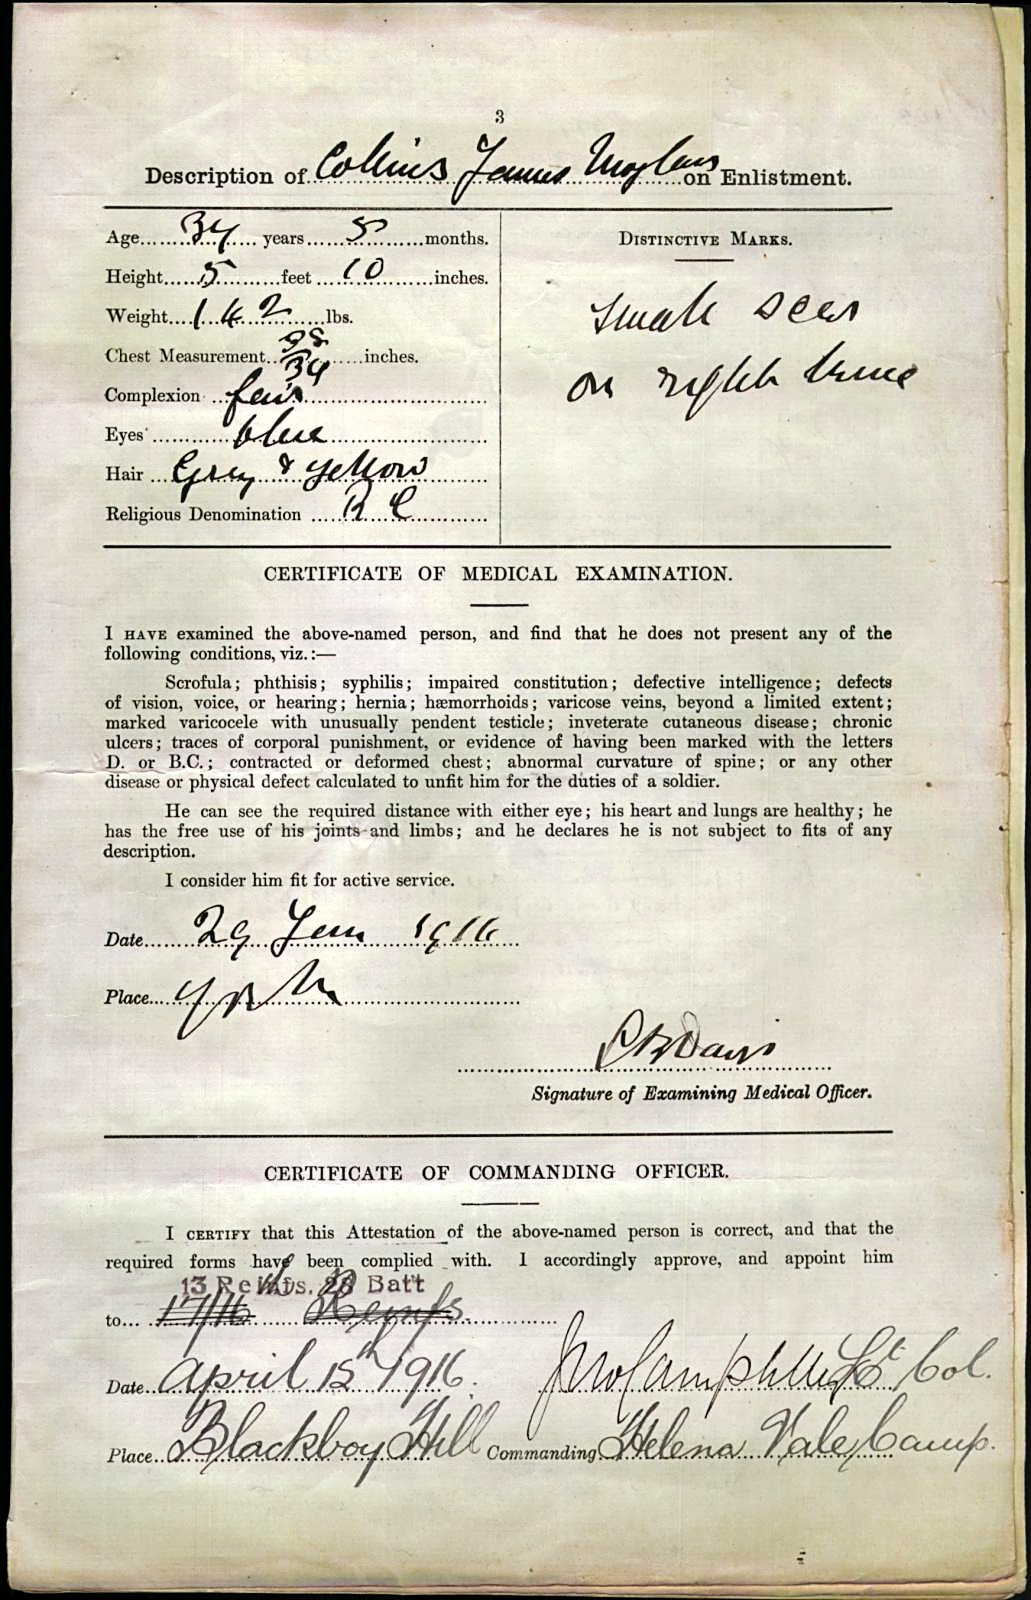 3
Description of Collins James Moylan on Enlistment.
Age 34 years 5 months.
Height 5 feet 10 inches.
Weight 142 lbs.
Chest Measurement 38 34 inches.
Complexion fair
Eyes blue
Hair Grey & yellow
Religious Denomination R C
DISTINCTIVE MARKS.
small scar
on right knee
CERTIFICATE OF MEDICAL EXAMINATION.
I HAVE examined the above-named person, and find that he does not present any of the
following conditions, viz.:—
Scrofula; phthisis; syphilis; impaired constitution; defective intelligence; defects
of vision, voice, or hearing; hernia; hæmorrhoids; varicose veins, beyond a limited extent;
marked varicocele with unusually pendent testicle; inveterate cutaneous disease; chronic
ulcers; traces of corporal punishment, or evidence of having been marked with the letters
D. or B.C.; contracted or deformed chest; abnormal curvature of spine; or any other
disease or physical defect calculated to unfit him for the duties of a soldier.
He can see the required distance with either eye; his heart and lungs are healthy; he
has the free use of his joints and limbs; and he declares he is not subject to fits of any
description.
I consider him fit for active service.
Date 29 Jan 1916
Place York
Davis
Signature of Examining Medical Officer.
CERTIFICATE OF COMMANDING OFFICER.
I CERTIFY that this Attestation of the above-named person is correct, and that the
required forms have been complied with. I accordingly approve, and appoint him
13 Reinfs. 28 Batt
to 17/16 Reinfs.
Date April 15th 1916. Campbell Lt Col.
Place Blackboy Hill Commanding Helena Vale Camp.